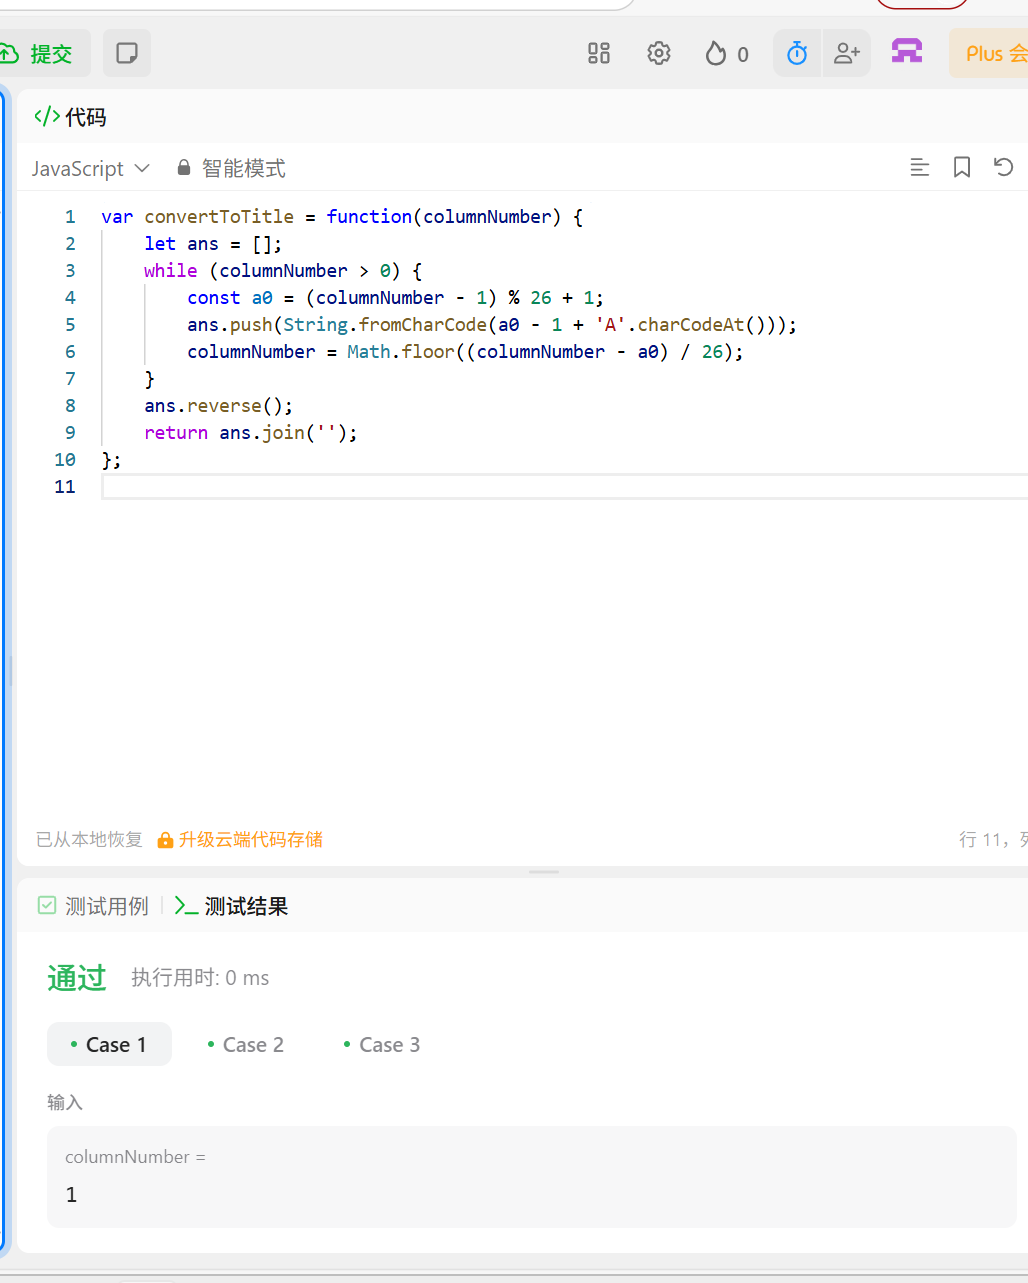 提交
0
Plus 会
代码
JavaScript 智能模式
1 var convertToTitle = function(columnNumber) {
2 let ans = [];
3 while (columnNumber > 0) {
4 const a0 = (columnNumber - 1) % 26 + 1;
5 ans.push(String.fromCharCode(a0 - 1 + 'A'.charCodeAt()));
6 columnNumber = Math.floor((columnNumber - a0) / 26);
7 }
8 ans.reverse();
9 return ans.join('');
10 };
11
已从本地恢复 升级云端代码存储 行 11,
测试用例 测试结果
通过 执行用时: 0 ms
Case 1 Case 2 Case 3
输入
columnNumber =
1